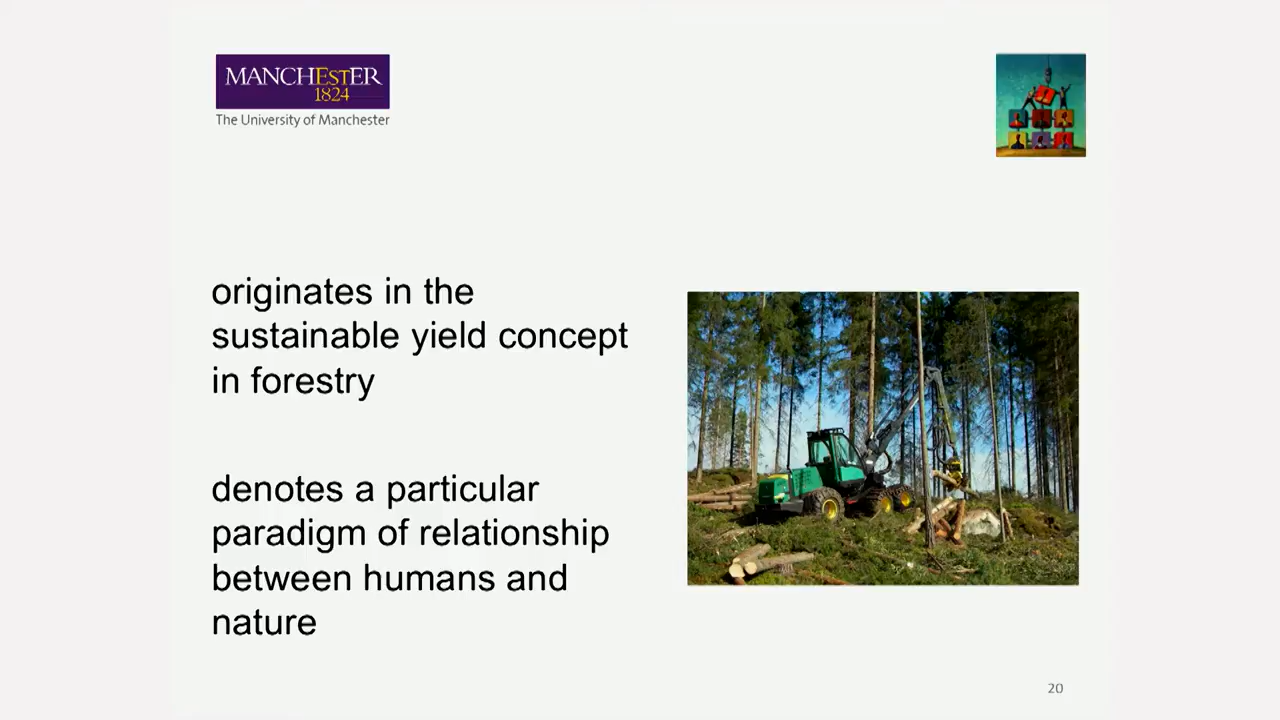 MANCHESTER
1824
The University of Manchester
originates in the
sustainable yield concept
in forestry
denotes a particular
paradigm of relationship
between humans and
nature
20